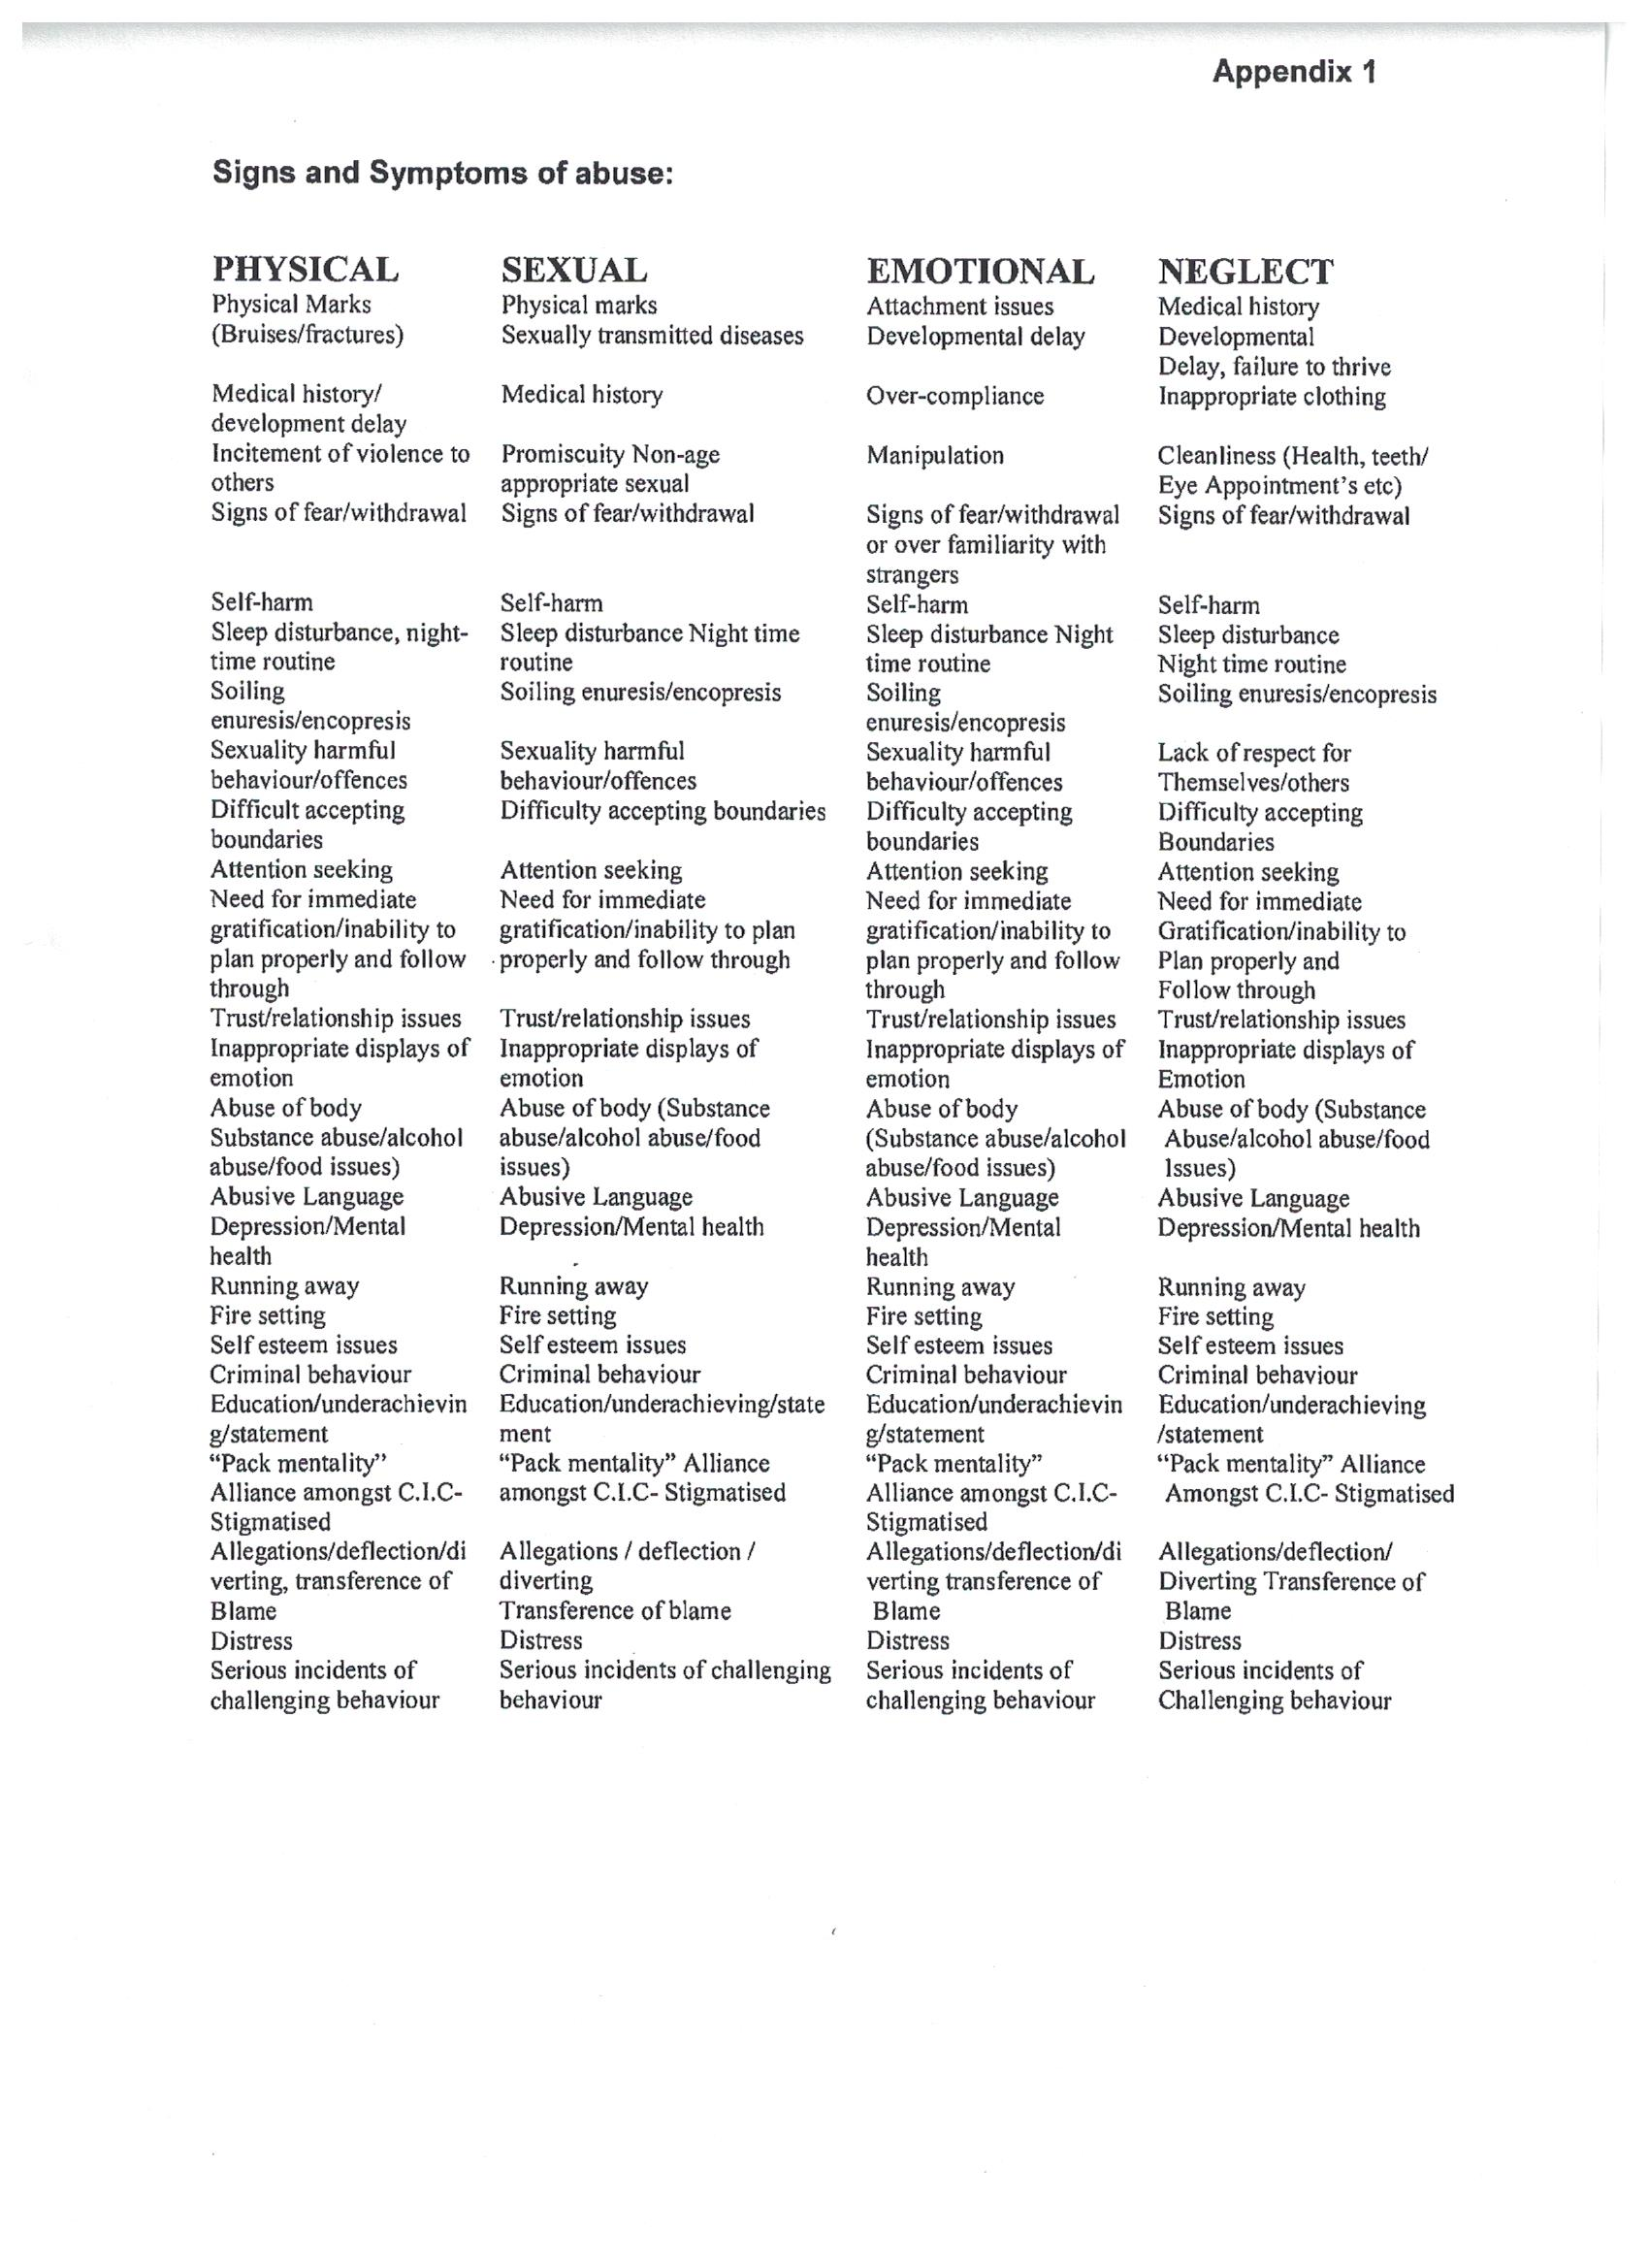 Appendix 1
Signs and Symptoms of abuse:
PHYSICAL
Physical Marks
(Bruises/fractures)
Medical history/
development delay
Incitement of violence to
others
Signs of fear/withdrawal
Self-harm
Sleep disturbance, night-
time routine
Soiling
enuresis/encopresis
Sexuality harmful
behaviour/offences
Difficult accepting
boundaries
Attention seeking
Need for immediate
gratification/inability to
plan properly and follow
through
Trust/relationship issues
Inappropriate displays of
emotion
Abuse of body
Substance abuse/alcohol
abuse/food issues)
Abusive Language
Depression/Mental
health
Running away
Fire setting
Self esteem issues
Criminal behaviour
Education/underachievin
g/statement
“Pack mentality”
Alliance amongst C.I.C-
Stigmatised
Allegations/deflection/di
verting, transference of
Blame
Distress
Serious incidents of
challenging behaviour
SEXUAL
Physical marks
Sexually transmitted diseases
Medical history
Promiscuity Non-age
appropriate sexual
Signs of fear/withdrawal
Self-harm
Sleep disturbance Night time
routine
Soiling enuresis/encopresis
Sexuality harmful
behaviour/offences
Difficulty accepting boundaries
Attention seeking
Need for immediate
gratification/inability to plan
properly and follow through
Trust/relationship issues
Inappropriate displays of
emotion
Abuse of body (Substance
abuse/alcohol abuse/food
issues)
Abusive Language
Depression/Mental health
Running away
Fire setting
Self esteem issues
Criminal behaviour
Education/underachieving/state
ment
“Pack mentality” Alliance
amongst C.I.C- Stigmatised
Allegations / deflection /
diverting
Transference of blame
Distress
Serious incidents of challenging
behaviour
EMOTIONAL
Attachment issues
Developmental delay
Over-compliance
Manipulation
Signs of fear/withdrawal
or over familiarity with
strangers
Self-harm
Sleep disturbance Night
time routine
Soiling
enuresis/encopresis
Sexuality harmful
behaviour/offences
Difficulty accepting
boundaries
Attention seeking
Need for immediate
gratification/inability to
plan properly and follow
through
Trust/relationship issues
Inappropriate displays of
emotion
Abuse of body
(Substance abuse/alcohol
abuse/food issues)
Abusive Language
Depression/Mental
health
Running away
Fire setting
Self esteem issues
Criminal behaviour
Education/underachievin
g/statement
“Pack mentality”
Alliance amongst C.I.C-
Stigmatised
Allegations/deflection/di
verting transference of
Blame
Distress
Serious incidents of
challenging behaviour
NEGLECT
Medical history
Developmental
Delay, failure to thrive
Inappropriate clothing
Cleanliness (Health, teeth/
Eye Appointment’s etc)
Signs of fear/withdrawal
Self-harm
Sleep disturbance
Night time routine
Soiling enuresis/encopresis
Lack of respect for
Themselves/others
Difficulty accepting
Boundaries
Attention seeking
Need for immediate
Gratification/inability to
Plan properly and
Follow through
Trust/relationship issues
Inappropriate displays of
Emotion
Abuse of body (Substance
Abuse/alcohol abuse/food
Issues)
Abusive Language
Depression/Mental health
Running away
Fire setting
Self esteem issues
Criminal behaviour
Education/underachieving
/statement
“Pack mentality” Alliance
Amongst C.I.C- Stigmatised
Allegations/deflection/
Diverting Transference of
Blame
Distress
Serious incidents of
Challenging behaviour